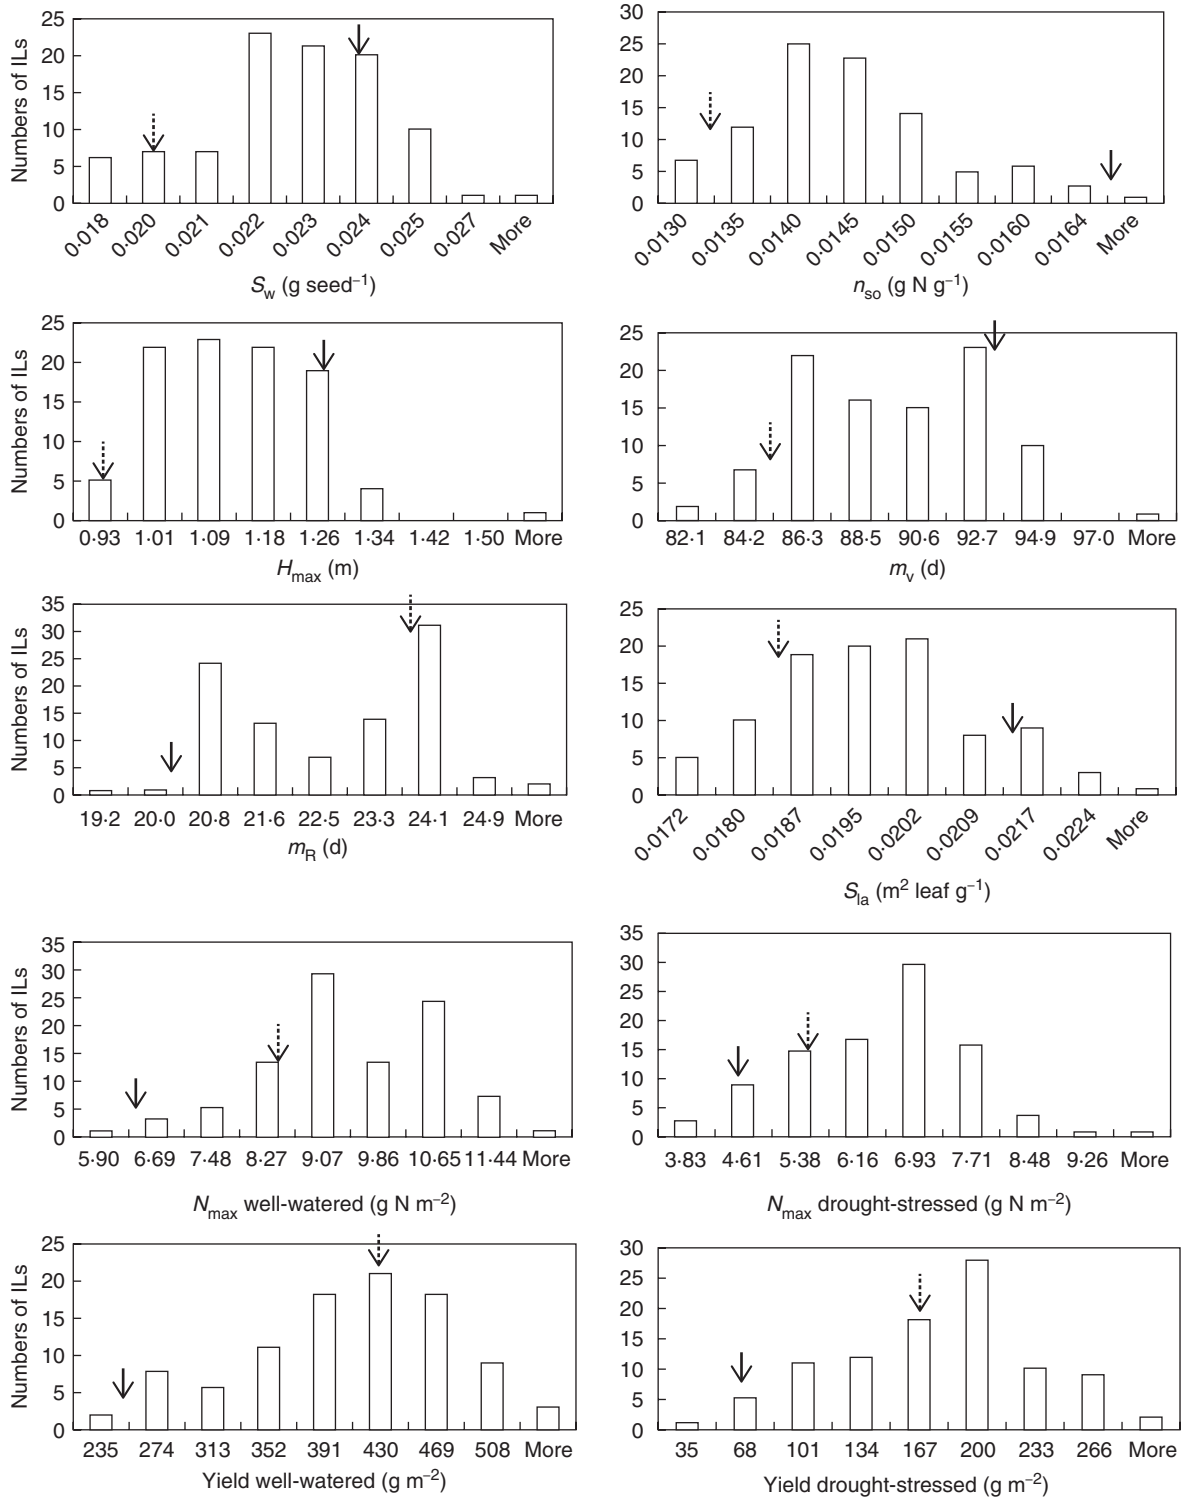 25
20
15
10
5
0
Numbers of ILs
0·018 0·020 0·021 0·022 0·023 0·024 0·025 0·027 More
S_w (g seed⁻¹)
30
25
20
15
10
5
0
0·0130 0·0135 0·0140 0·0145 0·0150 0·0155 0·0160 0·0164 More
n_so (g N g⁻¹)
25
20
15
10
5
0
Numbers of ILs
0·93 1·01 1·09 1·18 1·26 1·34 1·42 1·50 More
H_max (m)
25
20
15
10
5
0
82·1 84·2 86·3 88·5 90·6 92·7 94·9 97·0 More
m_v (d)
35
30
25
20
15
10
5
0
Numbers of ILs
19·2 20·0 20·8 21·6 22·5 23·3 24·1 24·9 More
m_R (d)
25
20
15
10
5
0
0·0172 0·0180 0·0187 0·0195 0·0202 0·0209 0·0217 0·0224 More
S_la (m² leaf g⁻¹)
35
30
25
20
15
10
5
0
Numbers of ILs
5·90 6·69 7·48 8·27 9·07 9·86 10·65 11·44 More
N_max well-watered (g N m⁻²)
35
30
25
20
15
10
5
0
3·83 4·61 5·38 6·16 6·93 7·71 8·48 9·26 More
N_max drought-stressed (g N m⁻²)
25
20
15
10
5
0
Numbers of ILs
235 274 313 352 391 430 469 508 More
Yield well-watered (g m⁻²)
30
25
20
15
10
5
0
35 68 101 134 167 200 233 266 More
Yield drought-stressed (g m⁻²)